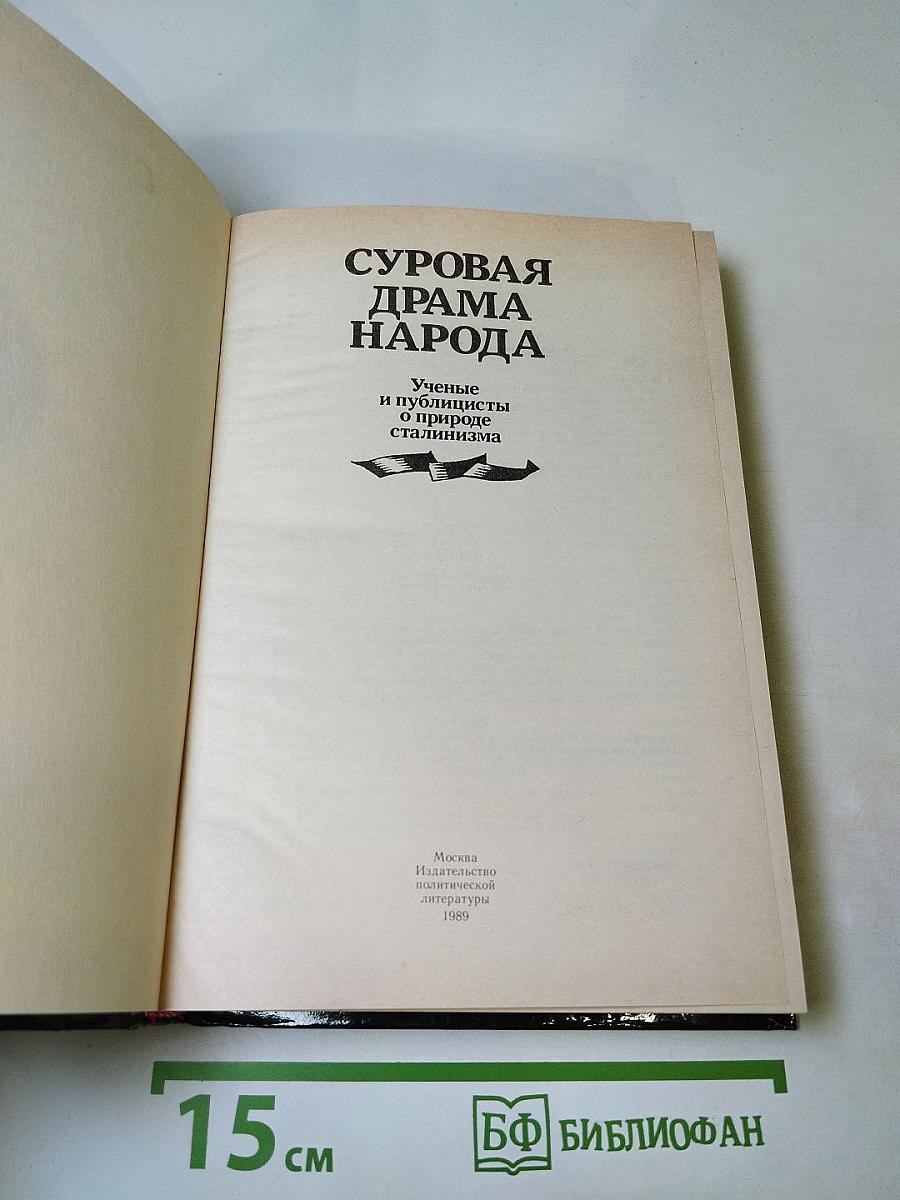 СУРОВАЯ
ДРАМА
НАРОДА
Ученые
и публицисты
о природе
сталинизма
Москва
Издательство
политической
литературы
1989
15 см
БФ БИБЛИОФАН